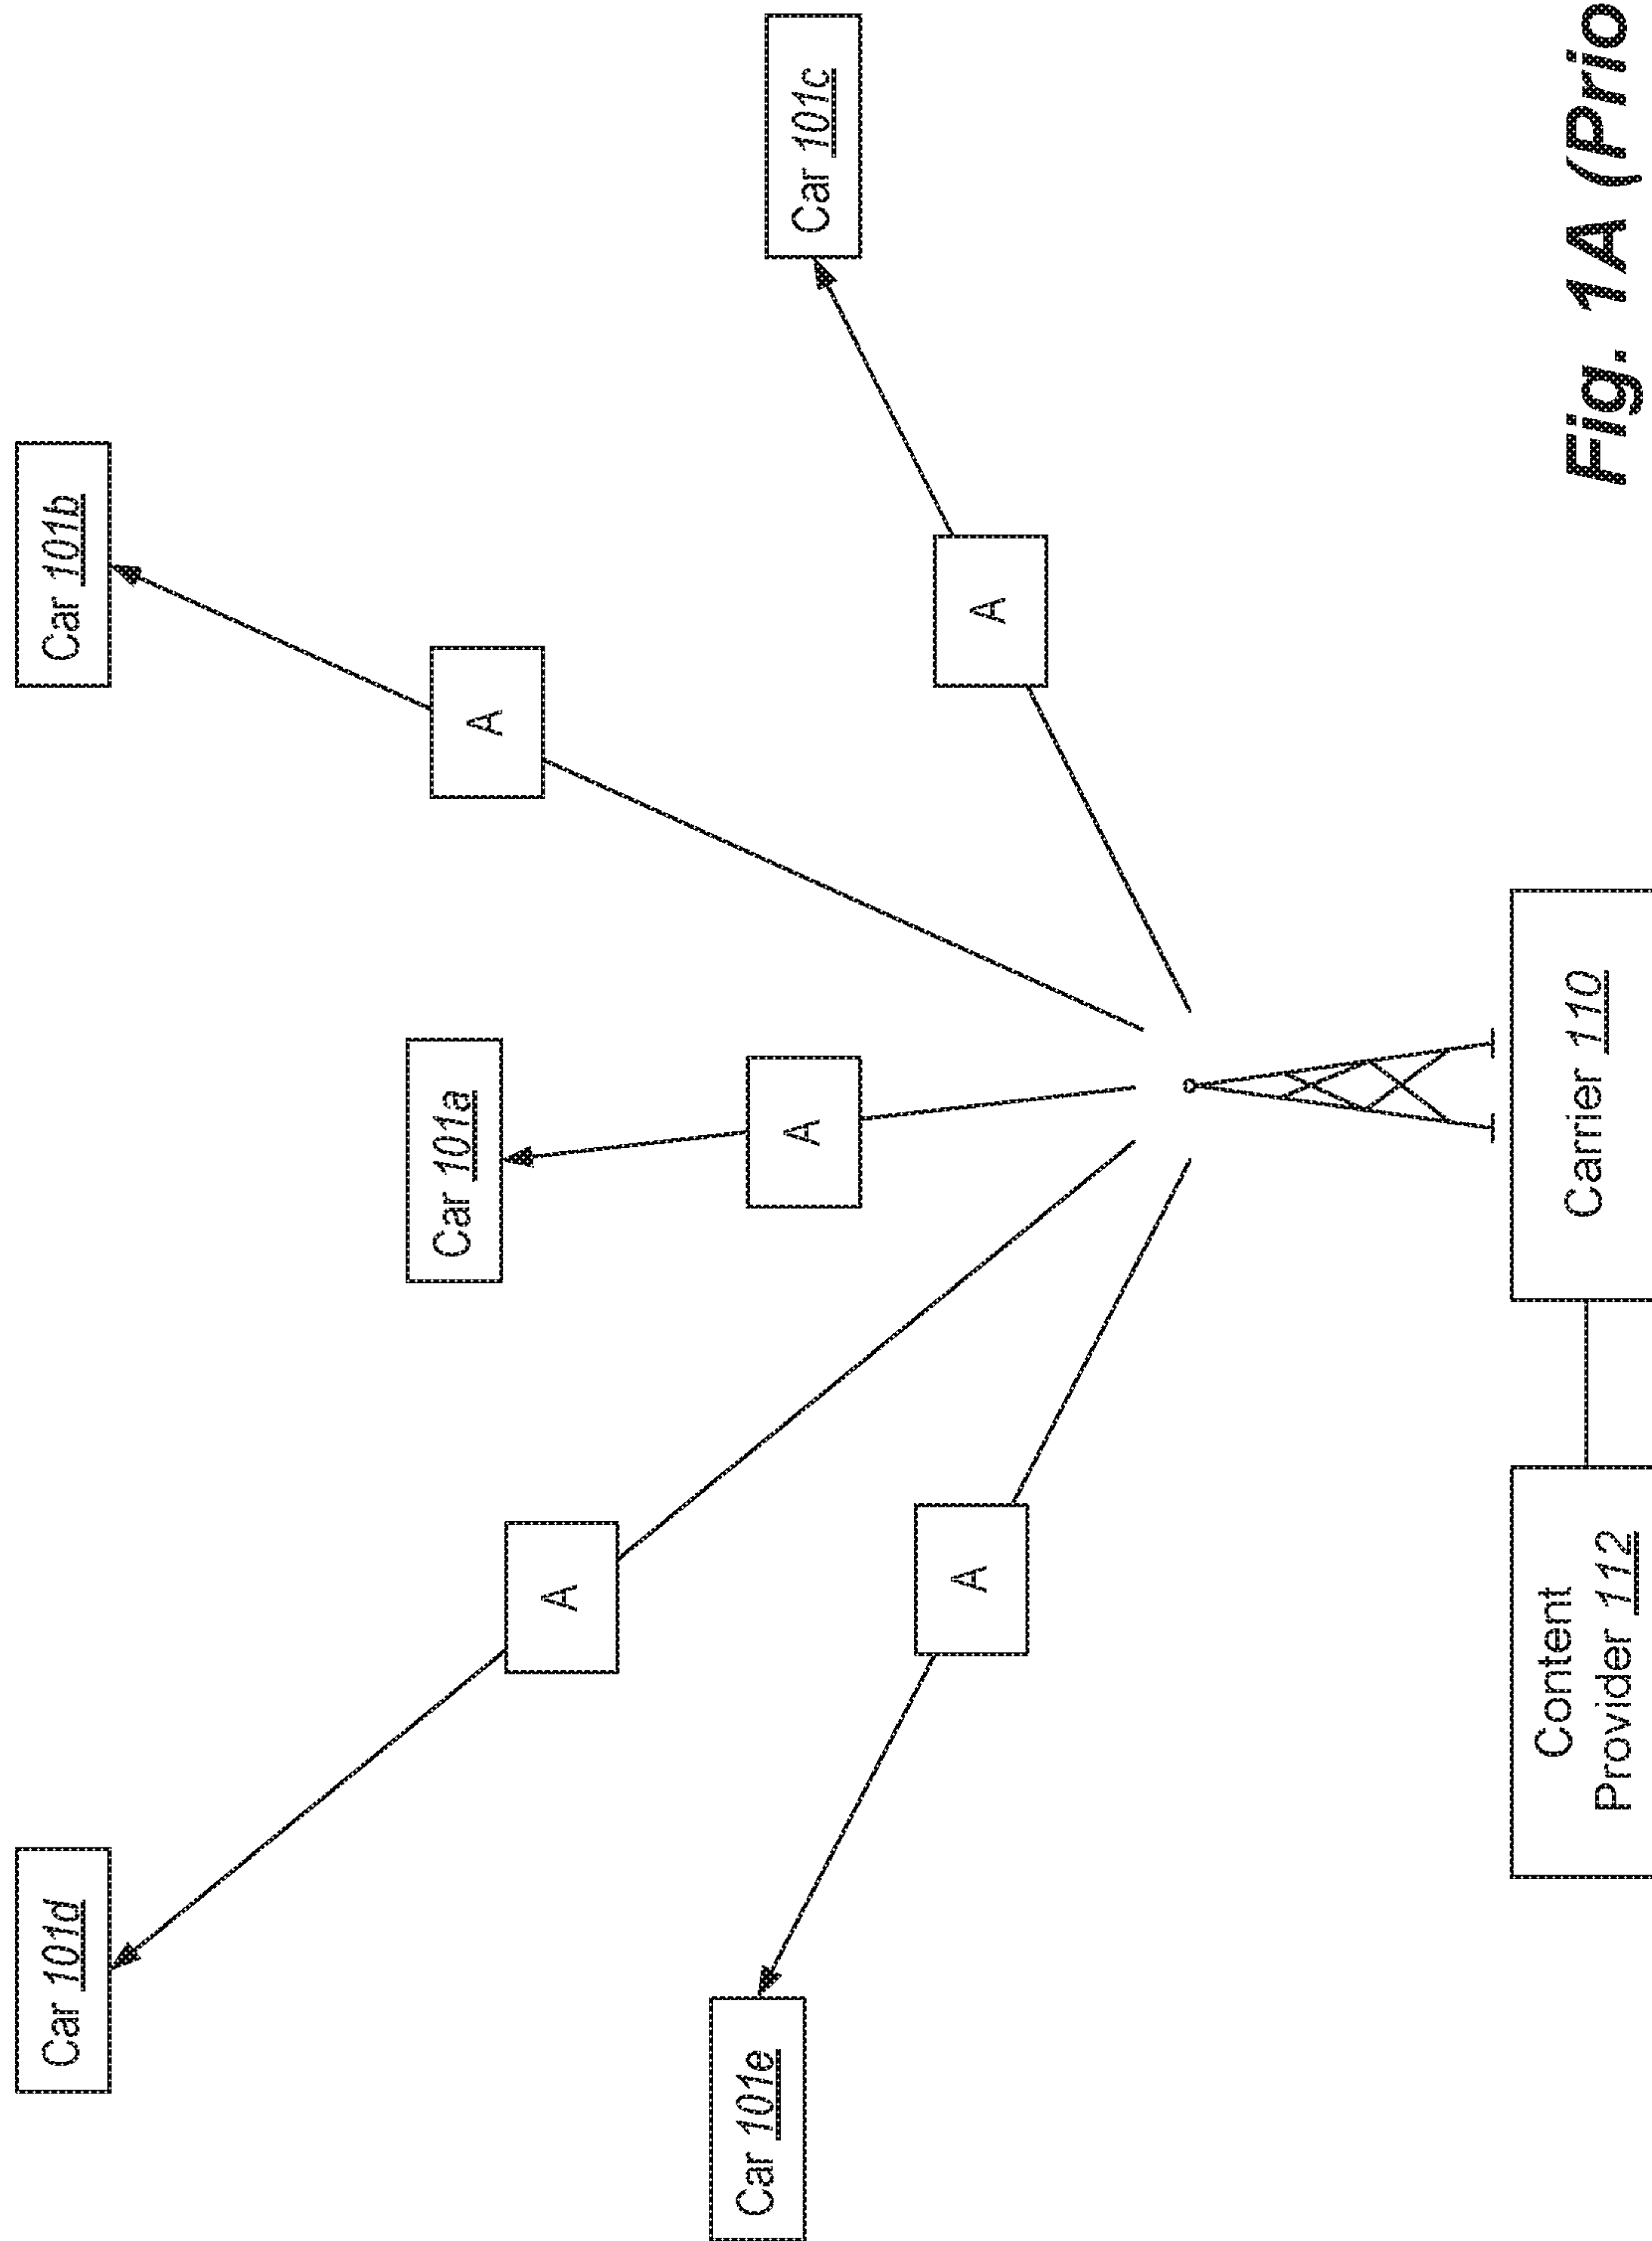 Car 101d
Car 101b
Car 101a
A
A
Car 101e
A
Car 101c
A
A
Content
Provider 112
Carrier 110
Fig. 1A (Prio